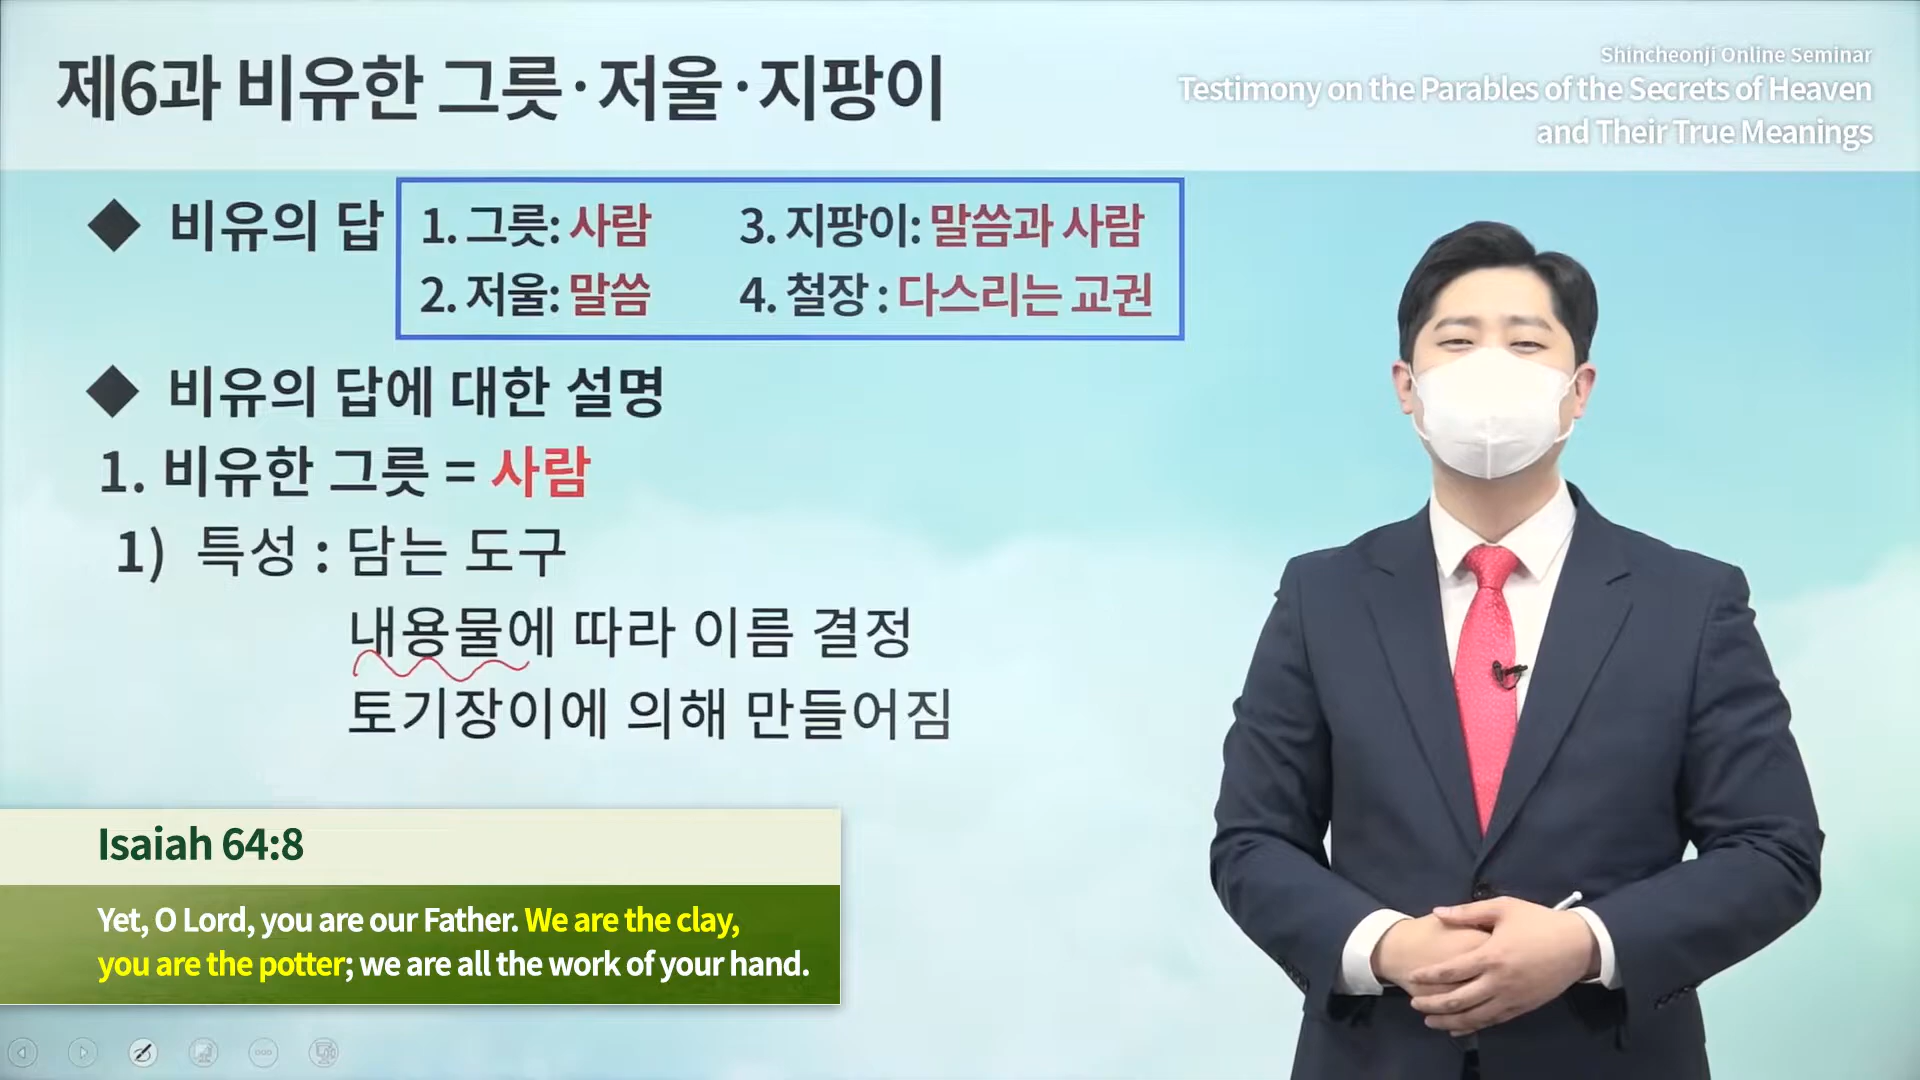 제6과 비유한 그릇·저울·지팡이
Shincheonji Online Seminar
Testimony on the Parables of the Secrets of Heaven
and Their True Meanings
◆ 비유의 답
1. 그릇: 사람
3. 지팡이: 말씀과 사람
2. 저울: 말씀
4. 철장 : 다스리는 교권
◆ 비유의 답에 대한 설명
1. 비유한 그릇 = 사람
1) 특성 : 담는 도구
내용물에 따라 이름 결정
토기장이에 의해 만들어짐
Isaiah 64:8
Yet, O Lord, you are our Father. We are the clay,
you are the potter; we are all the work of your hand.